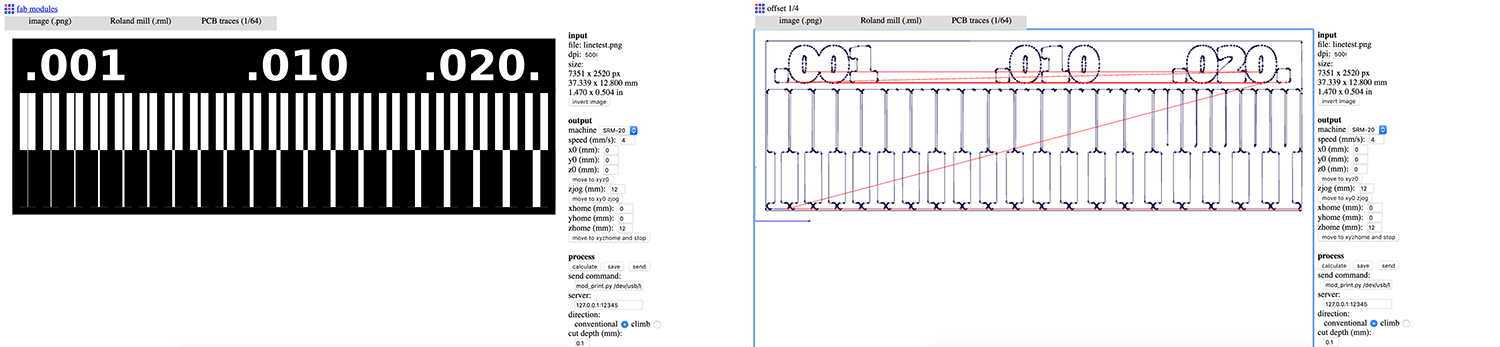 fab modules
image (.png) Roland mill (.rml) PCB traces (1/64)
.001 .010 .020.
input
file: linetest.png
dpi: 500
size:
7351 x 2520 px
37.339 x 12.800 mm
1.470 x 0.504 in
invert image
output
machine SRM-20
speed (mm/s): 4
x0 (mm): 0
y0 (mm): 0
z0 (mm): 0
move to xyz0
zjog (mm): 12
move to xy0 zjog
xhome (mm): 0
yhome (mm): 0
zhome (mm): 12
move to xyzhome and stop
process
calculate save send
send command:
mod_print.py /dev/usb/l
server:
127.0.0.1:12345
direction:
conventional climb
cut depth (mm):
0.1
offset 1/4
image (.png) Roland mill (.rml) PCB traces (1/64)
.001 .010 .020.
input
file: linetest.png
dpi: 500
size:
7351 x 2520 px
37.339 x 12.800 mm
1.470 x 0.504 in
invert image
output
machine SRM-20
speed (mm/s): 4
x0 (mm): 0
y0 (mm): 0
z0 (mm): 0
move to xyz0
zjog (mm): 12
move to xy0 zjog
xhome (mm): 0
yhome (mm): 0
zhome (mm): 12
move to xyzhome and stop
process
calculate save send
send command:
mod_print.py /dev/usb/l
server:
127.0.0.1:12345
direction:
conventional climb
cut depth (mm):
0.1